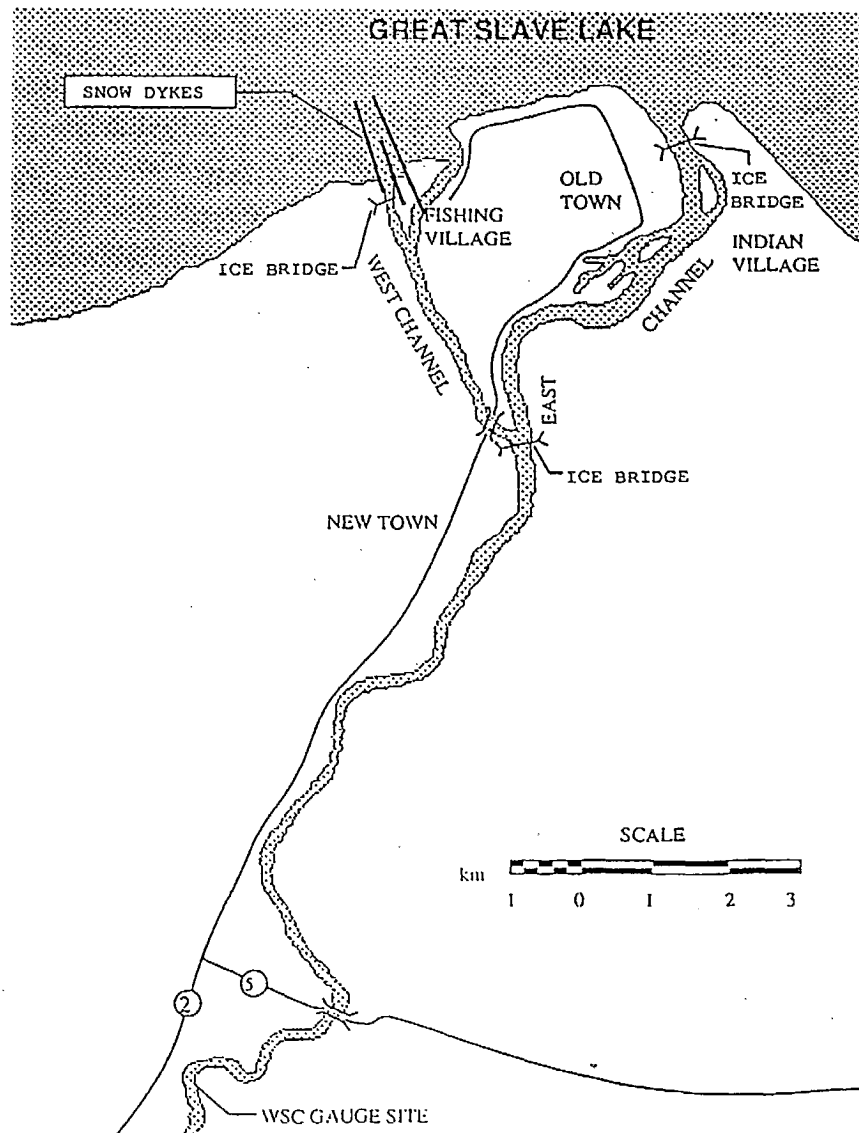 GREAT SLAVE LAKE
SNOW DYKES
ICE
BRIDGE
OLD
TOWN
FISHING
VILLAGE
INDIAN
VILLAGE
ICE BRIDGE
WEST CHANNEL
CHANNEL
EAST
ICE BRIDGE
NEW TOWN
SCALE
km
1 0 1 2 3
5
2
WSC GAUGE SITE